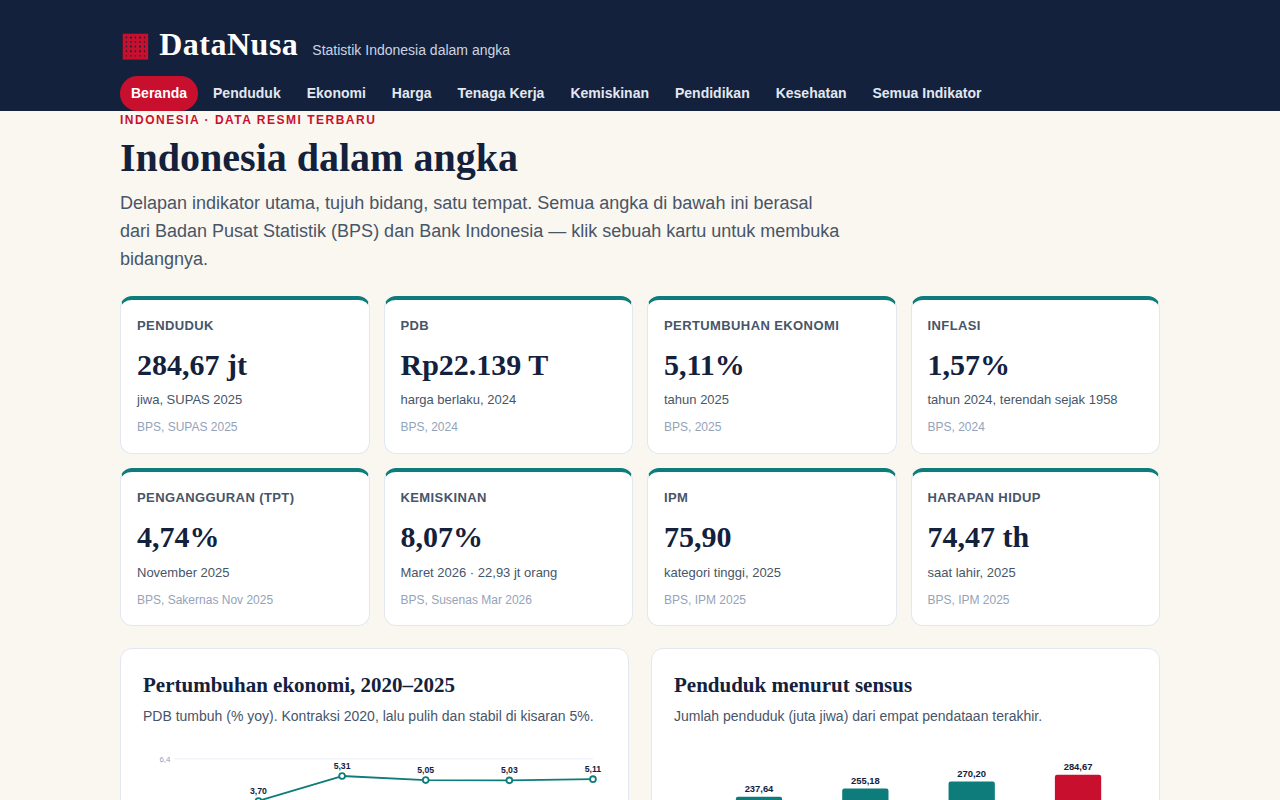 DataNusa Statistik Indonesia dalam angka
Beranda Penduduk Ekonomi Harga Tenaga Kerja Kemiskinan Pendidikan Kesehatan Semua Indikator
INDONESIA · DATA RESMI TERBARU
Indonesia dalam angka
Delapan indikator utama, tujuh bidang, satu tempat. Semua angka di bawah ini berasal
dari Badan Pusat Statistik (BPS) dan Bank Indonesia — klik sebuah kartu untuk membuka
bidangnya.
PENDUDUK
284,67 jt
jiwa, SUPAS 2025
BPS, SUPAS 2025
PDB
Rp22.139 T
harga berlaku, 2024
BPS, 2024
PERTUMBUHAN EKONOMI
5,11%
tahun 2025
BPS, 2025
INFLASI
1,57%
tahun 2024, terendah sejak 1958
BPS, 2024
PENGANGGURAN (TPT)
4,74%
November 2025
BPS, Sakernas Nov 2025
KEMISKINAN
8,07%
Maret 2026 · 22,93 jt orang
BPS, Susenas Mar 2026
IPM
75,90
kategori tinggi, 2025
BPS, IPM 2025
HARAPAN HIDUP
74,47 th
saat lahir, 2025
BPS, IPM 2025
Pertumbuhan ekonomi, 2020–2025
PDB tumbuh (% yoy). Kontraksi 2020, lalu pulih dan stabil di kisaran 5%.
6,4
3,70 5,31 5,05 5,03 5,11
Penduduk menurut sensus
Jumlah penduduk (juta jiwa) dari empat pendataan terakhir.
237,64 255,18 270,20 284,67